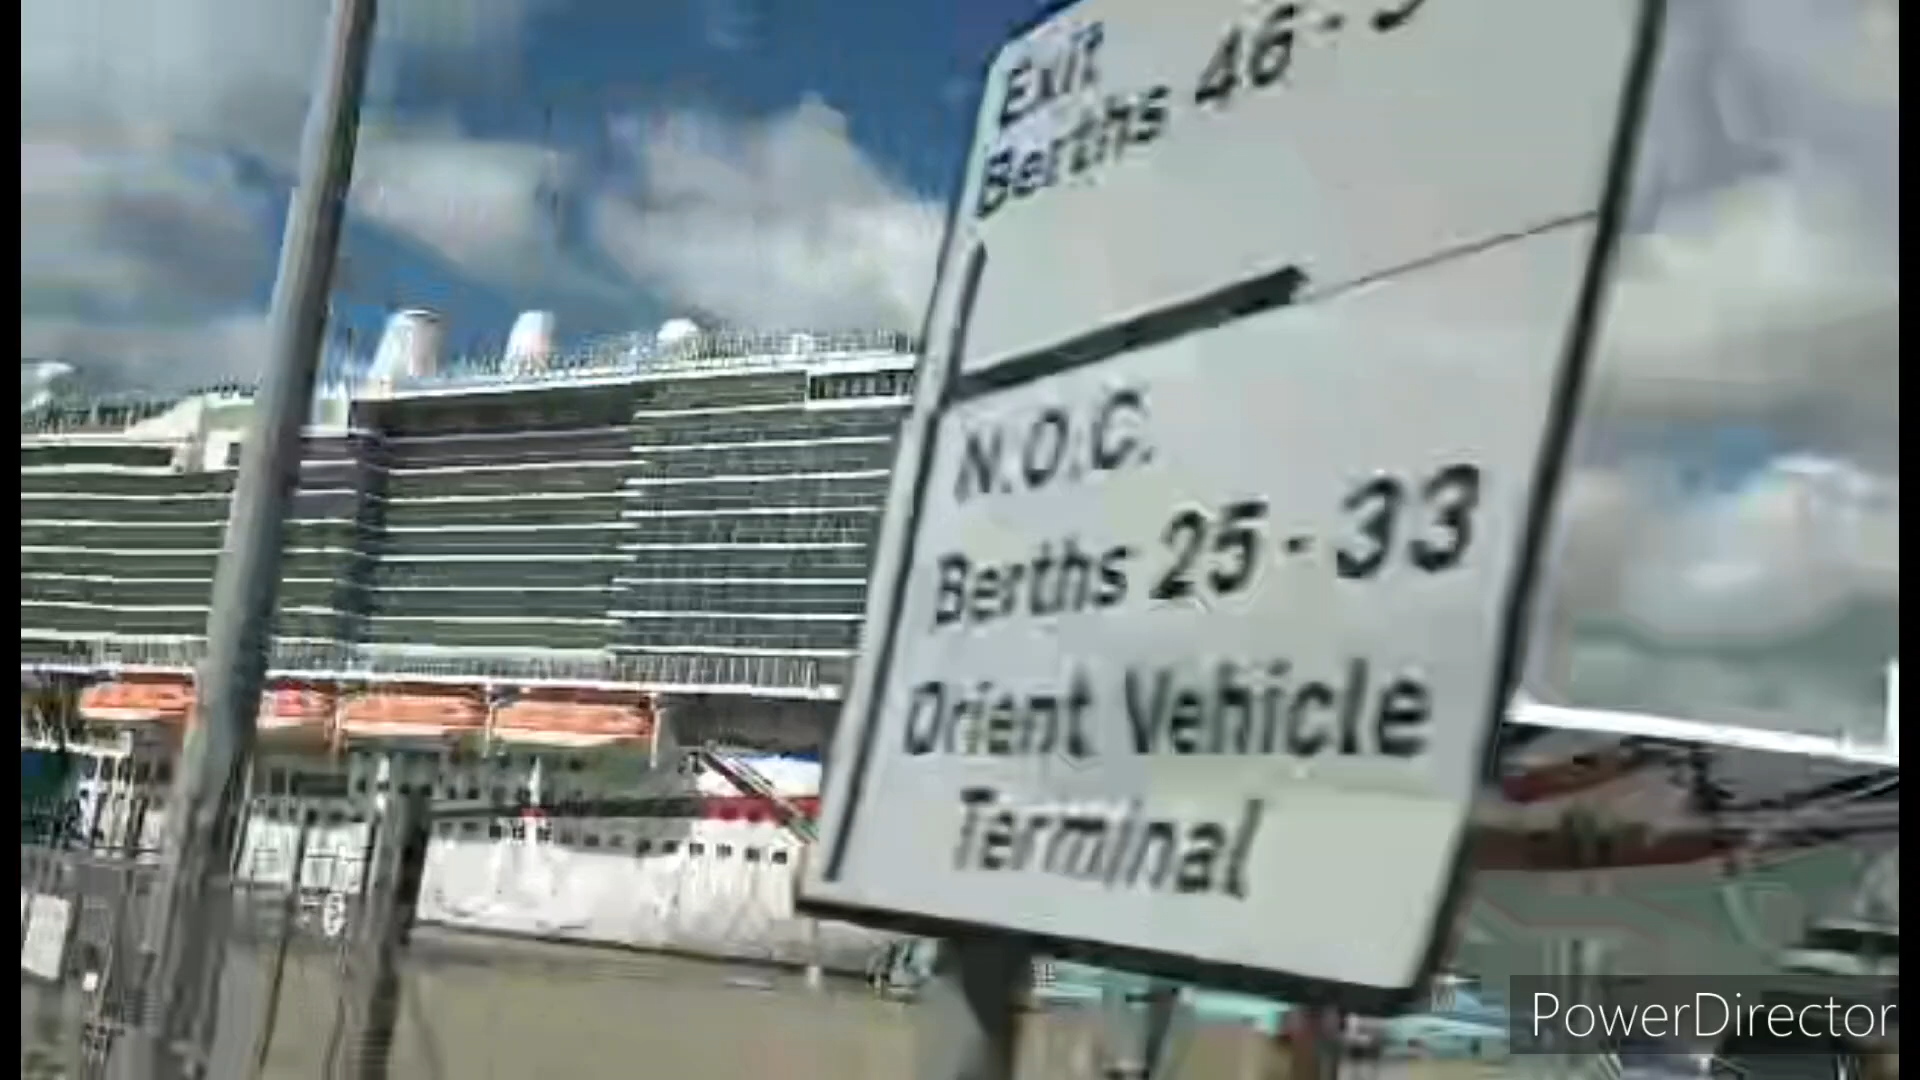 Exit
Berths 46 -
N.O.C.
Berths 25 - 33
Orient Vehicle
Terminal
PowerDirector